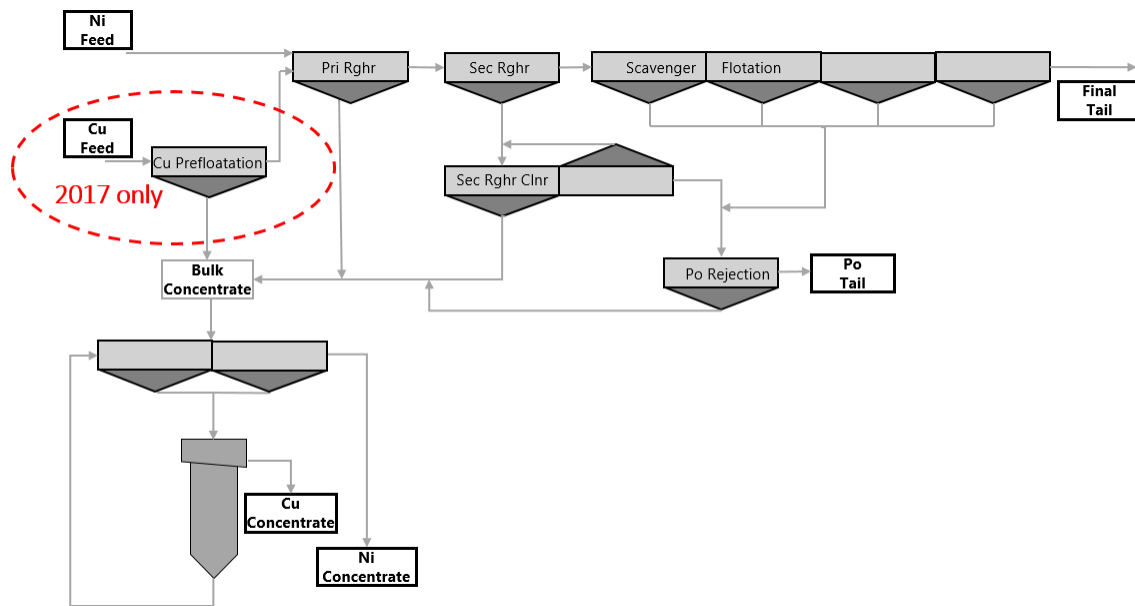 Ni
Feed
Pri Rghr
Sec Rghr
Scavenger
Flotation
Final
Tail
Cu
Feed
Cu Prefloatation
2017 only
Sec Rghr Clnr
Bulk
Concentrate
Po Rejection
Po
Tail
Cu
Concentrate
Ni
Concentrate